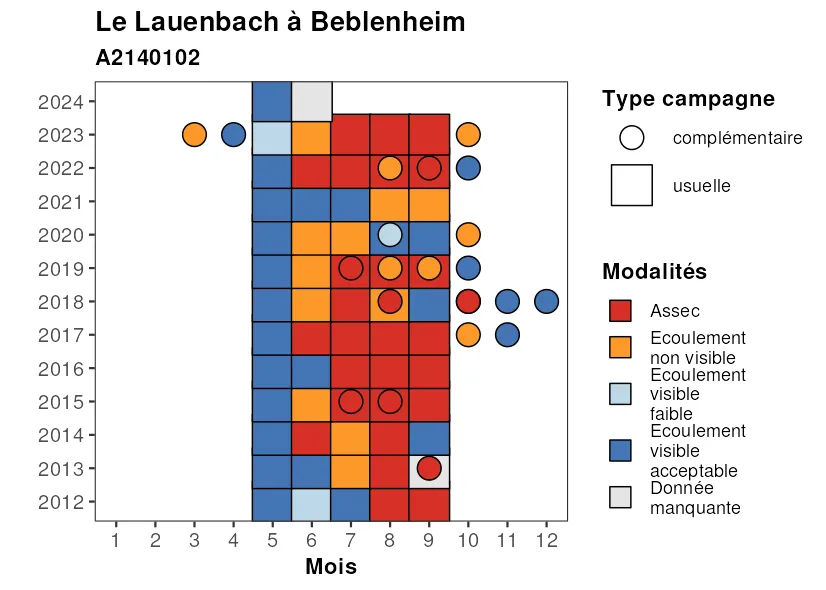 Le Lauenbach à Beblenheim
A2140102
2024
2023
2022
2021
2020
2019
2018
2017
2016
2015
2014
2013
2012
1 2 3 4 5 6 7 8 9 10 11 12
Mois
Type campagne
complémentaire
usuelle
Modalités
Assec
Ecoulement
non visible
Ecoulement
visible
faible
Ecoulement
visible
acceptable
Donnée
manquante